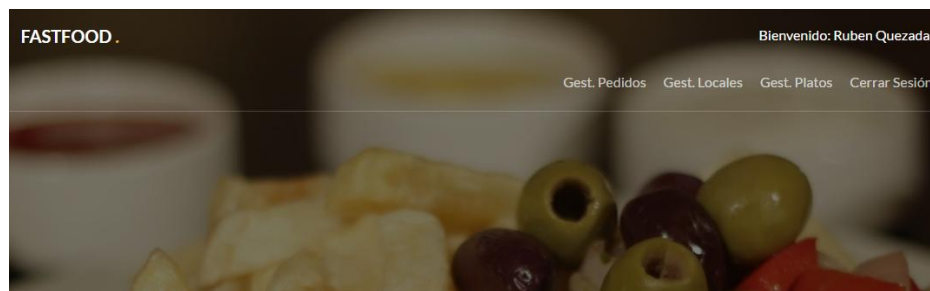 FASTFOOD .
Bienvenido: Ruben Quezada
Gest. Pedidos Gest. Locales Gest. Platos Cerrar Sesión